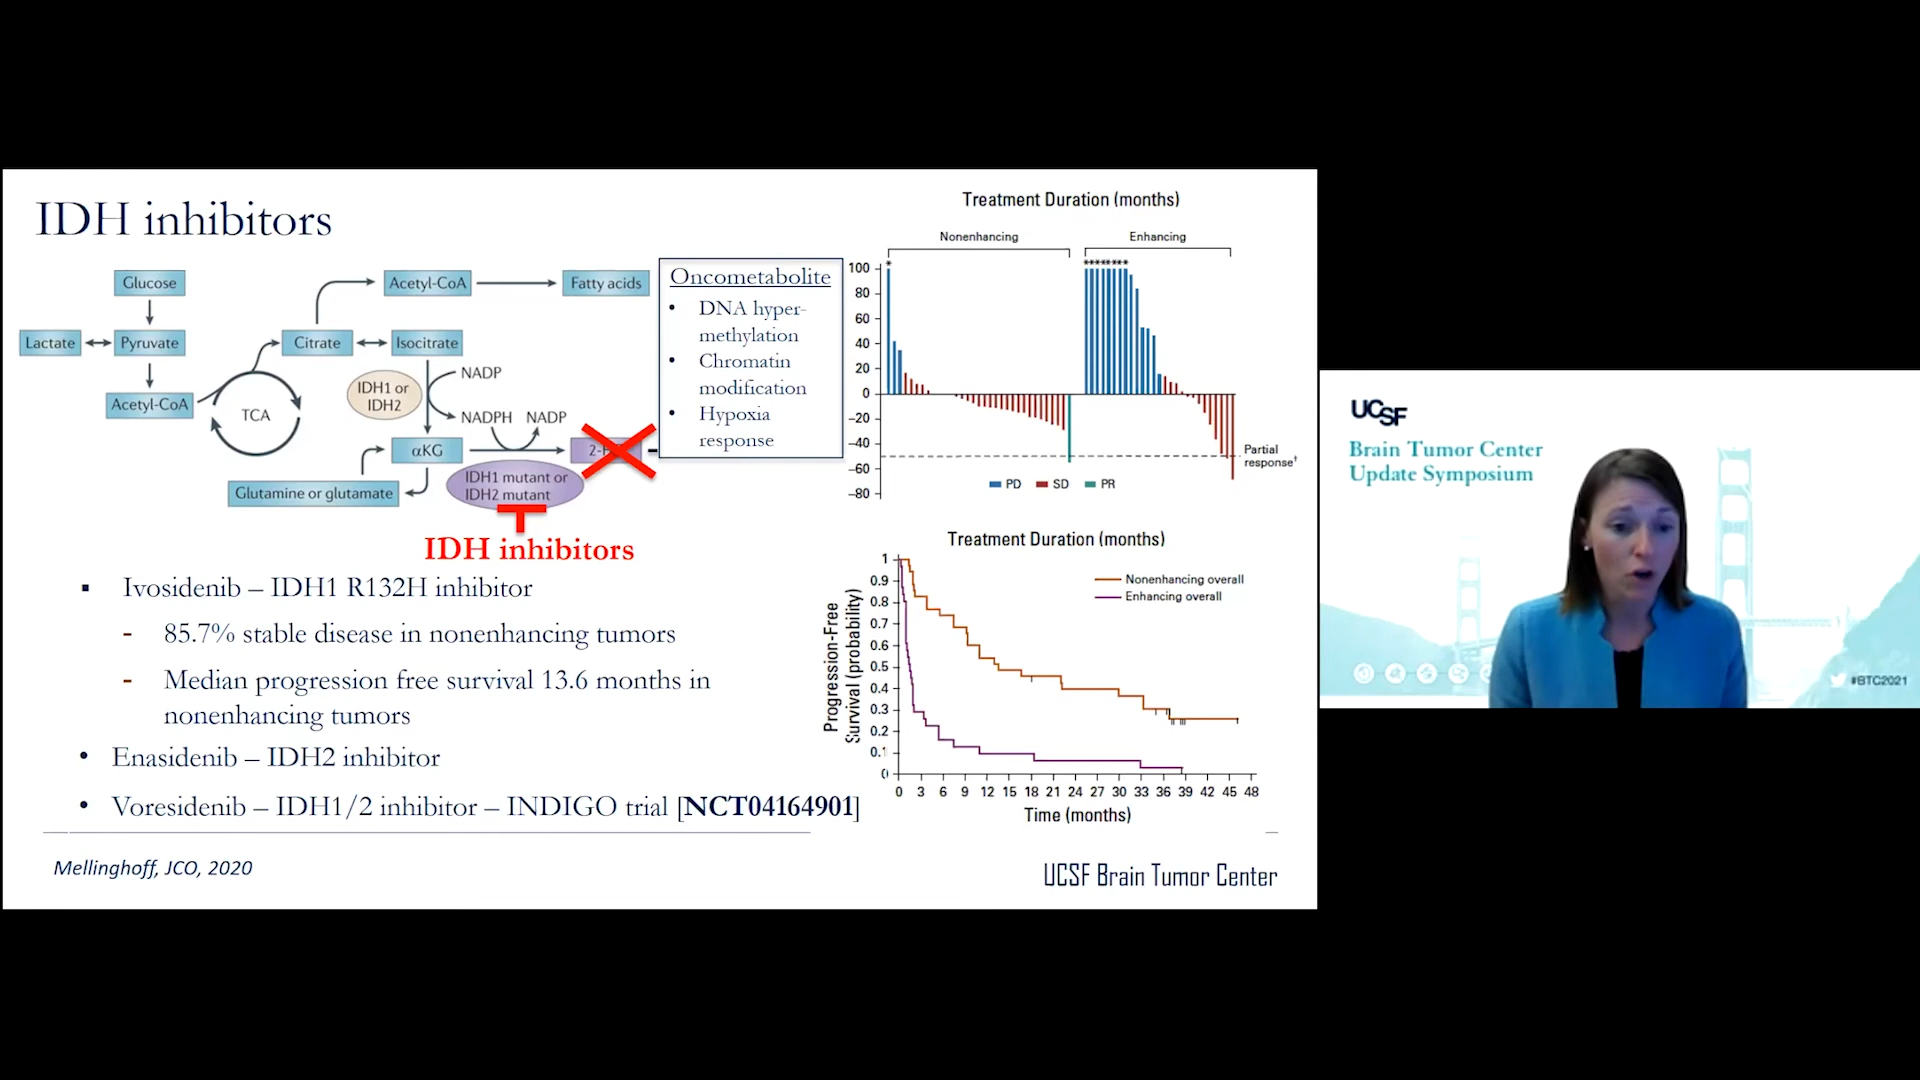 IDH inhibitors
Glucose
Acetyl-CoA
Fatty acids
Lactate
Pyruvate
Citrate
Isocitrate
Acetyl-CoA
TCA
IDH1 or
IDH2
NADP
NADPH
NADP
αKG
Glutamine or glutamate
IDH1 mutant or
IDH2 mutant
IDH inhibitors
Oncometabolite
• DNA hyper-
methylation
• Chromatin
modification
• Hypoxia
response
▪ Ivosidenib – IDH1 R132H inhibitor
- 85.7% stable disease in nonenhancing tumors
- Median progression free survival 13.6 months in
nonenhancing tumors
• Enasidenib – IDH2 inhibitor
• Voresidenib – IDH1/2 inhibitor – INDIGO trial [NCT04164901]
Mellinghoff, JCO, 2020
Treatment Duration (months)
Nonenhancing
Enhancing
*
********
100
80
60
40
20
0
−20
−40
−60
−80
Partial
response†
PD SD PR
Treatment Duration (months)
Progression-Free
Survival (probability)
1
0.9
0.8
0.7
0.6
0.5
0.4
0.3
0.2
0.1
0
Nonenhancing overall
Enhancing overall
0 3 6 9 12 15 18 21 24 27 30 33 36 39 42 45 48
Time (months)
UCSF Brain Tumor Center
UCSF
Brain Tumor Center
Update Symposium
#BTC2021